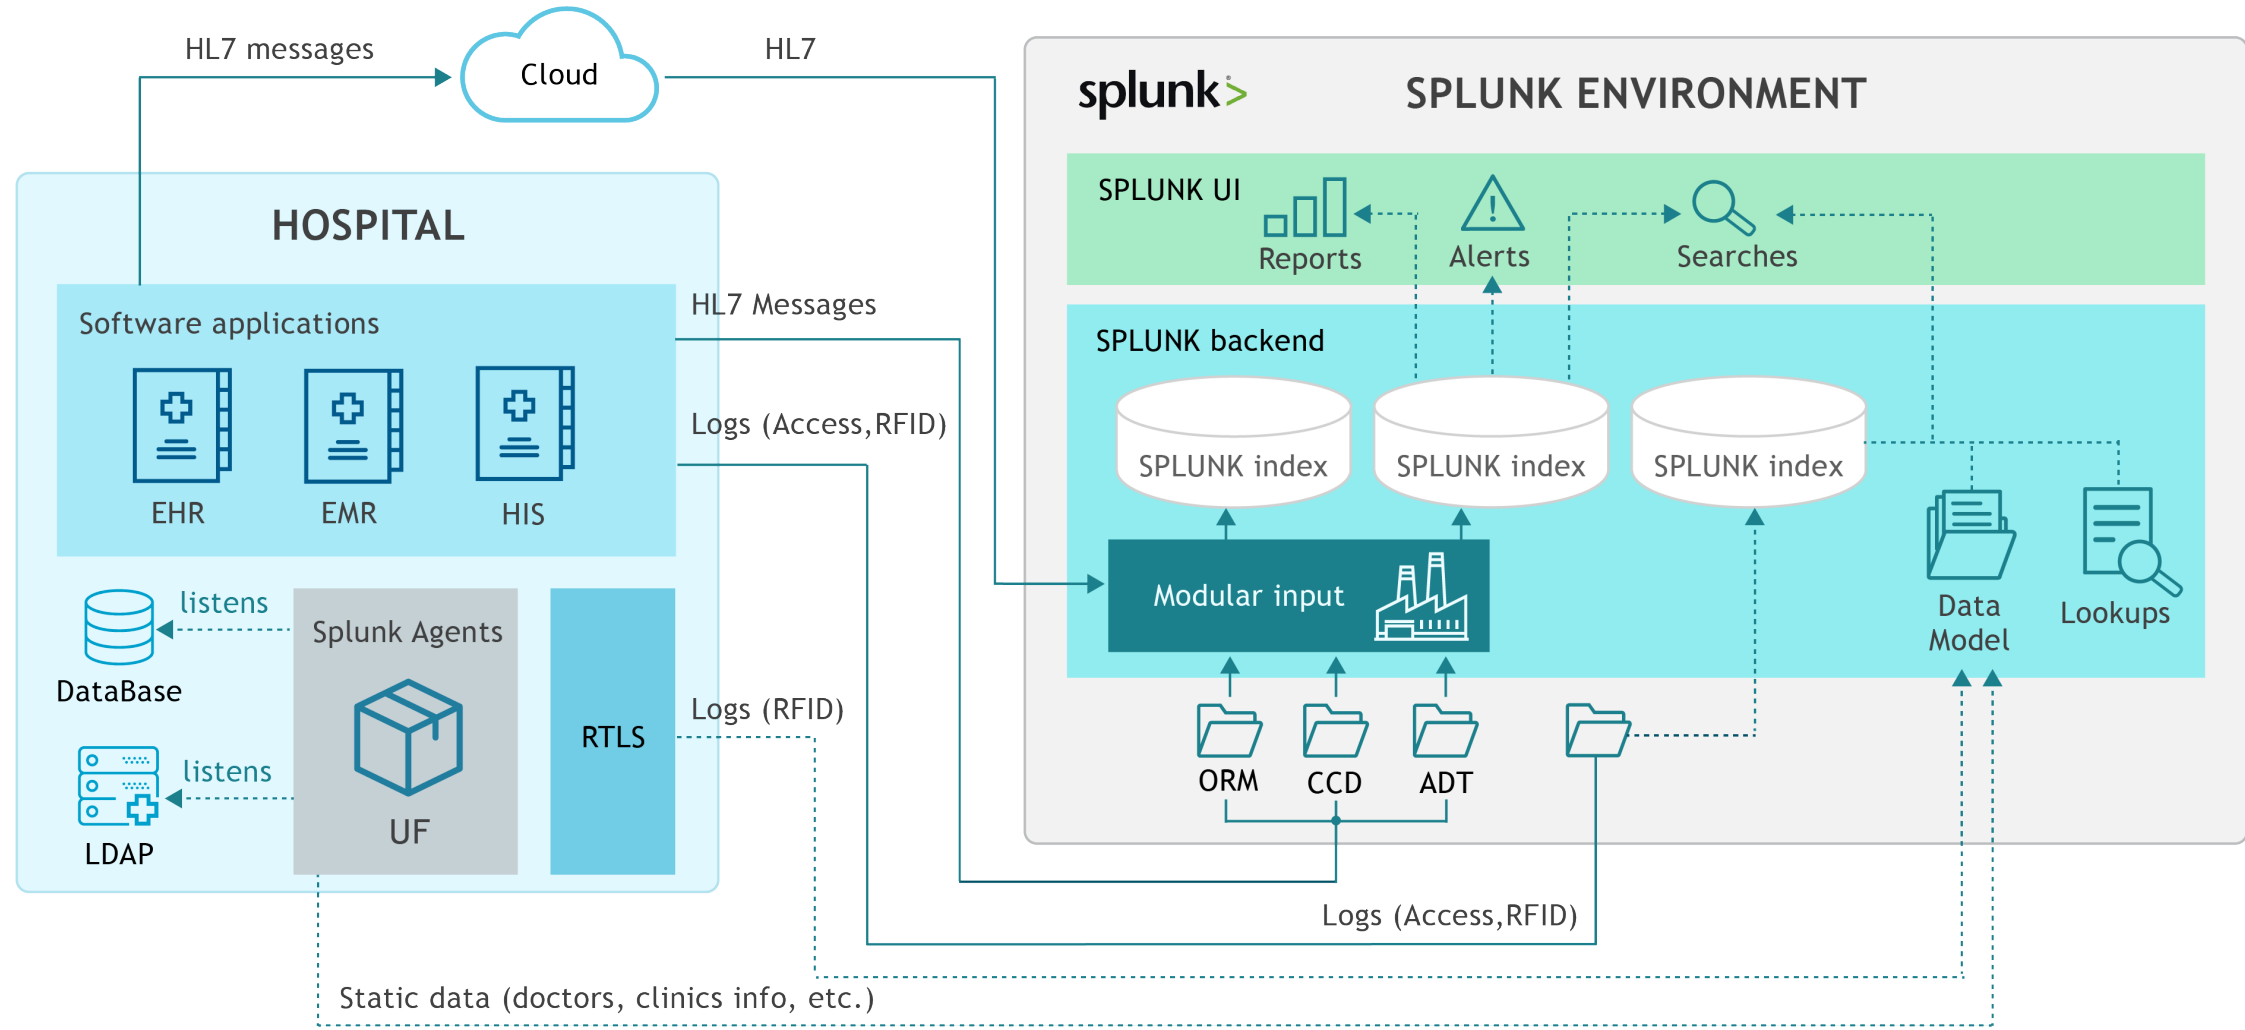 HL7 messages
Cloud
HL7
splunk>
SPLUNK ENVIRONMENT
HOSPITAL
Software applications
EHR
EMR
HIS
HL7 Messages
Logs (Access,RFID)
listens
DataBase
Splunk Agents
listens
LDAP
UF
RTLS
Logs (RFID)
Static data (doctors, clinics info, etc.)
SPLUNK UI
Reports
Alerts
Searches
SPLUNK backend
SPLUNK index
SPLUNK index
SPLUNK index
Modular input
Data
Model
Lookups
ORM
CCD
ADT
Logs (Access,RFID)